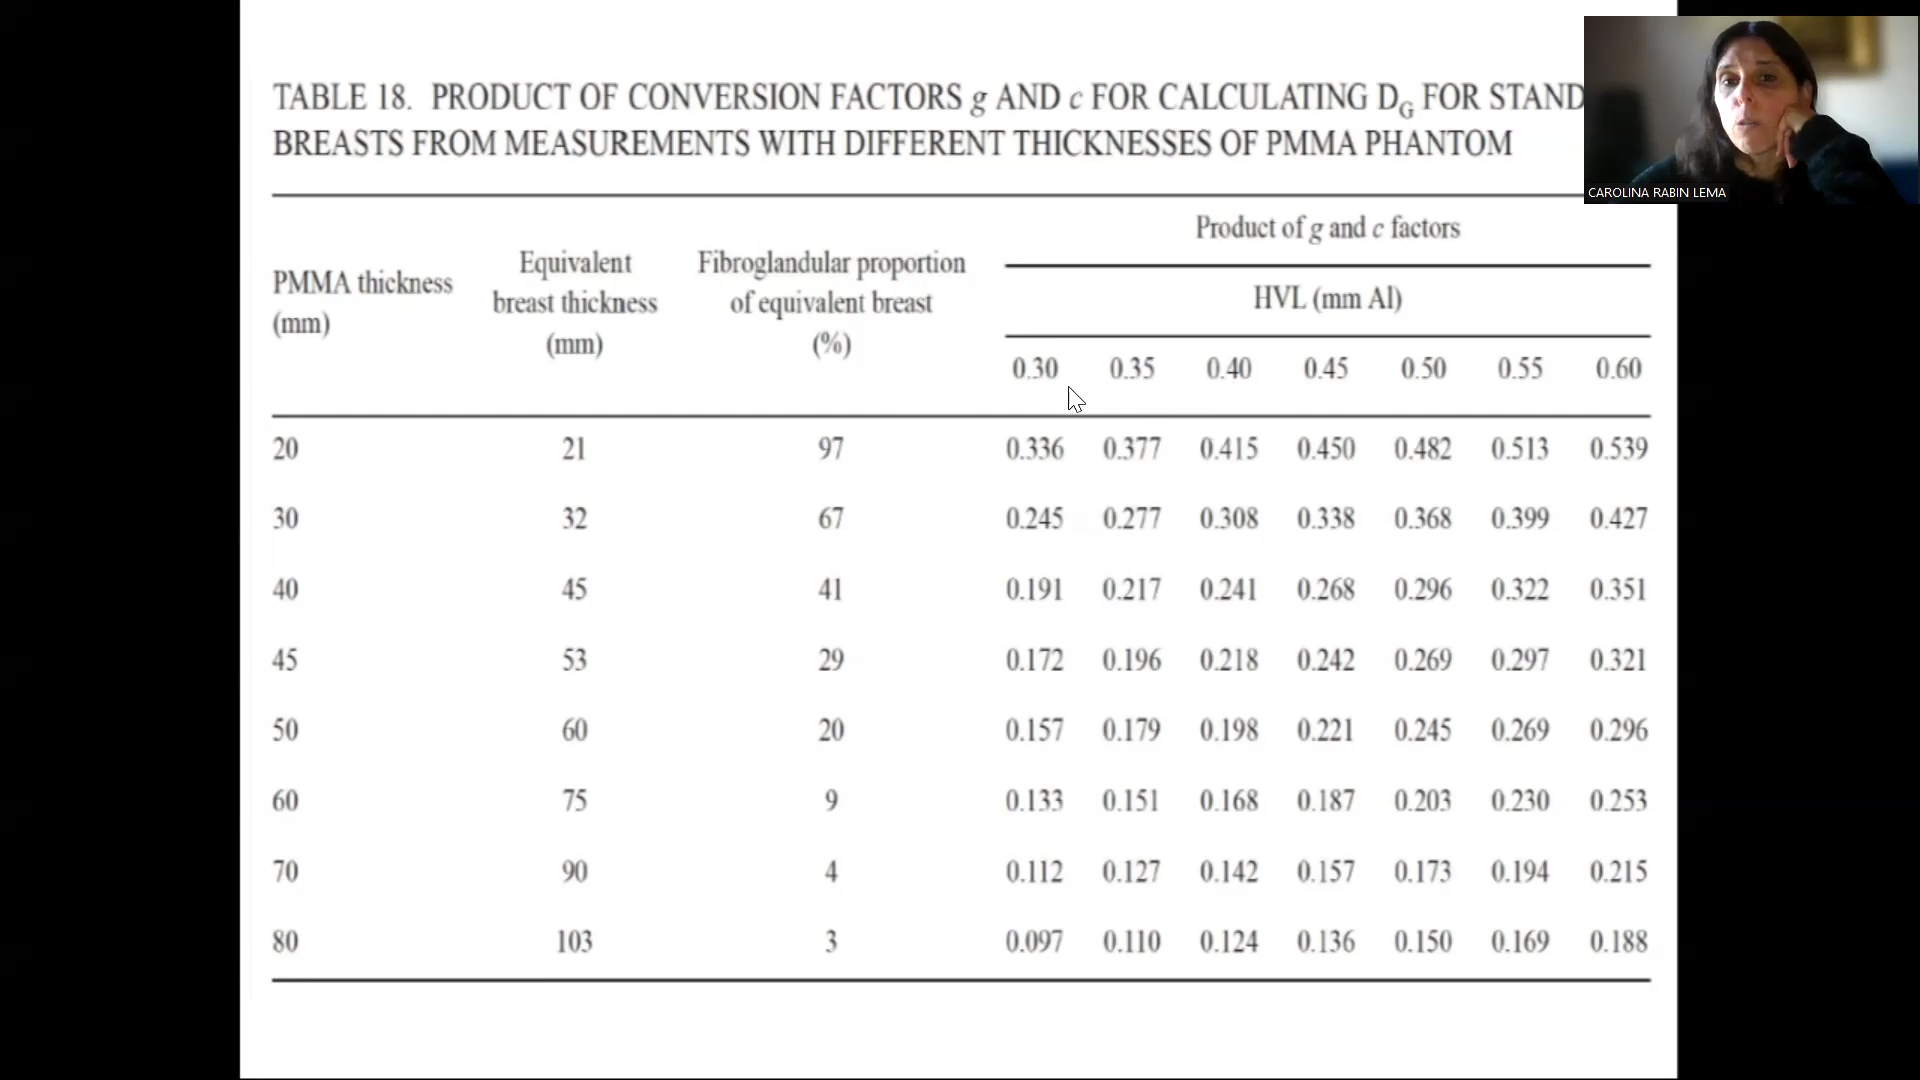 TABLE 18. PRODUCT OF CONVERSION FACTORS g AND c FOR CALCULATING DG FOR STAND
BREASTS FROM MEASUREMENTS WITH DIFFERENT THICKNESSES OF PMMA PHANTOM
CAROLINA RABIN LEMA
PMMA thickness
(mm)
Equivalent
breast thickness
(mm)
Fibroglandular proportion
of equivalent breast
(%)
Product of g and c factors
HVL (mm Al)
0.30 0.35 0.40 0.45 0.50 0.55 0.60
20 21 97 0.336 0.377 0.415 0.450 0.482 0.513 0.539
30 32 67 0.245 0.277 0.308 0.338 0.368 0.399 0.427
40 45 41 0.191 0.217 0.241 0.268 0.296 0.322 0.351
45 53 29 0.172 0.196 0.218 0.242 0.269 0.297 0.321
50 60 20 0.157 0.179 0.198 0.221 0.245 0.269 0.296
60 75 9 0.133 0.151 0.168 0.187 0.203 0.230 0.253
70 90 4 0.112 0.127 0.142 0.157 0.173 0.194 0.215
80 103 3 0.097 0.110 0.124 0.136 0.150 0.169 0.188